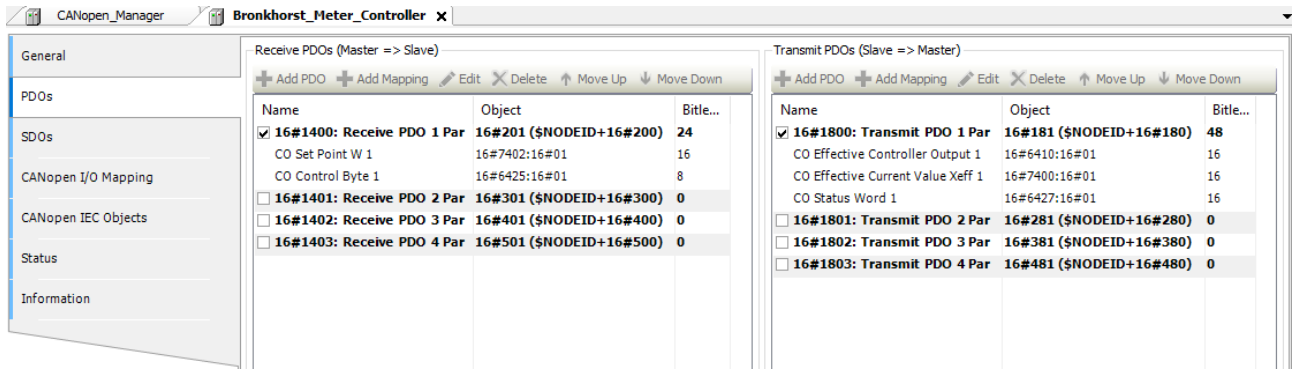 CANopen_Manager Bronkhorst_Meter_Controller x
General
PDOs
SDOs
CANopen I/O Mapping
CANopen IEC Objects
Status
Information
Receive PDOs (Master => Slave)
Add PDO Add Mapping Edit Delete Move Up Move Down
Name Object Bitle...
16#1400: Receive PDO 1 Par 16#201 ($NODEID+16#200) 24
CO Set Point W 1 16#7402:16#01 16
CO Control Byte 1 16#6425:16#01 8
16#1401: Receive PDO 2 Par 16#301 ($NODEID+16#300) 0
16#1402: Receive PDO 3 Par 16#401 ($NODEID+16#400) 0
16#1403: Receive PDO 4 Par 16#501 ($NODEID+16#500) 0
Transmit PDOs (Slave => Master)
Add PDO Add Mapping Edit Delete Move Up Move Down
Name Object Bitle...
16#1800: Transmit PDO 1 Par 16#181 ($NODEID+16#180) 48
CO Effective Controller Output 1 16#6410:16#01 16
CO Effective Current Value Xeff 1 16#7400:16#01 16
CO Status Word 1 16#6427:16#01 16
16#1801: Transmit PDO 2 Par 16#281 ($NODEID+16#280) 0
16#1802: Transmit PDO 3 Par 16#381 ($NODEID+16#380) 0
16#1803: Transmit PDO 4 Par 16#481 ($NODEID+16#480) 0